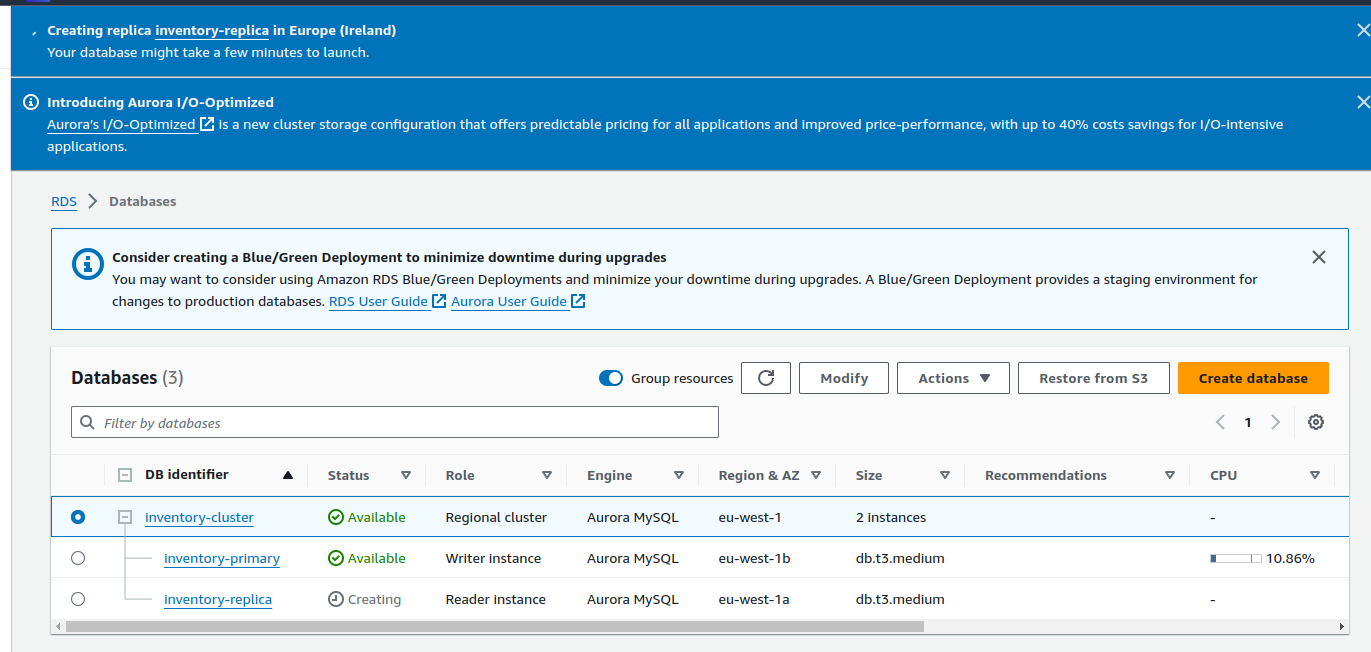 Creating replica inventory-replica in Europe (Ireland)
Your database might take a few minutes to launch.
Introducing Aurora I/O-Optimized
Aurora's I/O-Optimized is a new cluster storage configuration that offers predictable pricing for all applications and improved price-performance, with up to 40% costs savings for I/O-intensive
applications.
RDS Databases
Consider creating a Blue/Green Deployment to minimize downtime during upgrades
You may want to consider using Amazon RDS Blue/Green Deployments and minimize your downtime during upgrades. A Blue/Green Deployment provides a staging environment for
changes to production databases. RDS User Guide Aurora User Guide
Databases (3) Group resources Modify Actions Restore from S3 Create database
Filter by databases 1
DB identifier Status Role Engine Region & AZ Size Recommendations CPU
inventory-cluster Available Regional cluster Aurora MySQL eu-west-1 2 instances -
inventory-primary Available Writer instance Aurora MySQL eu-west-1b db.t3.medium 10.86%
inventory-replica Creating Reader instance Aurora MySQL eu-west-1a db.t3.medium -